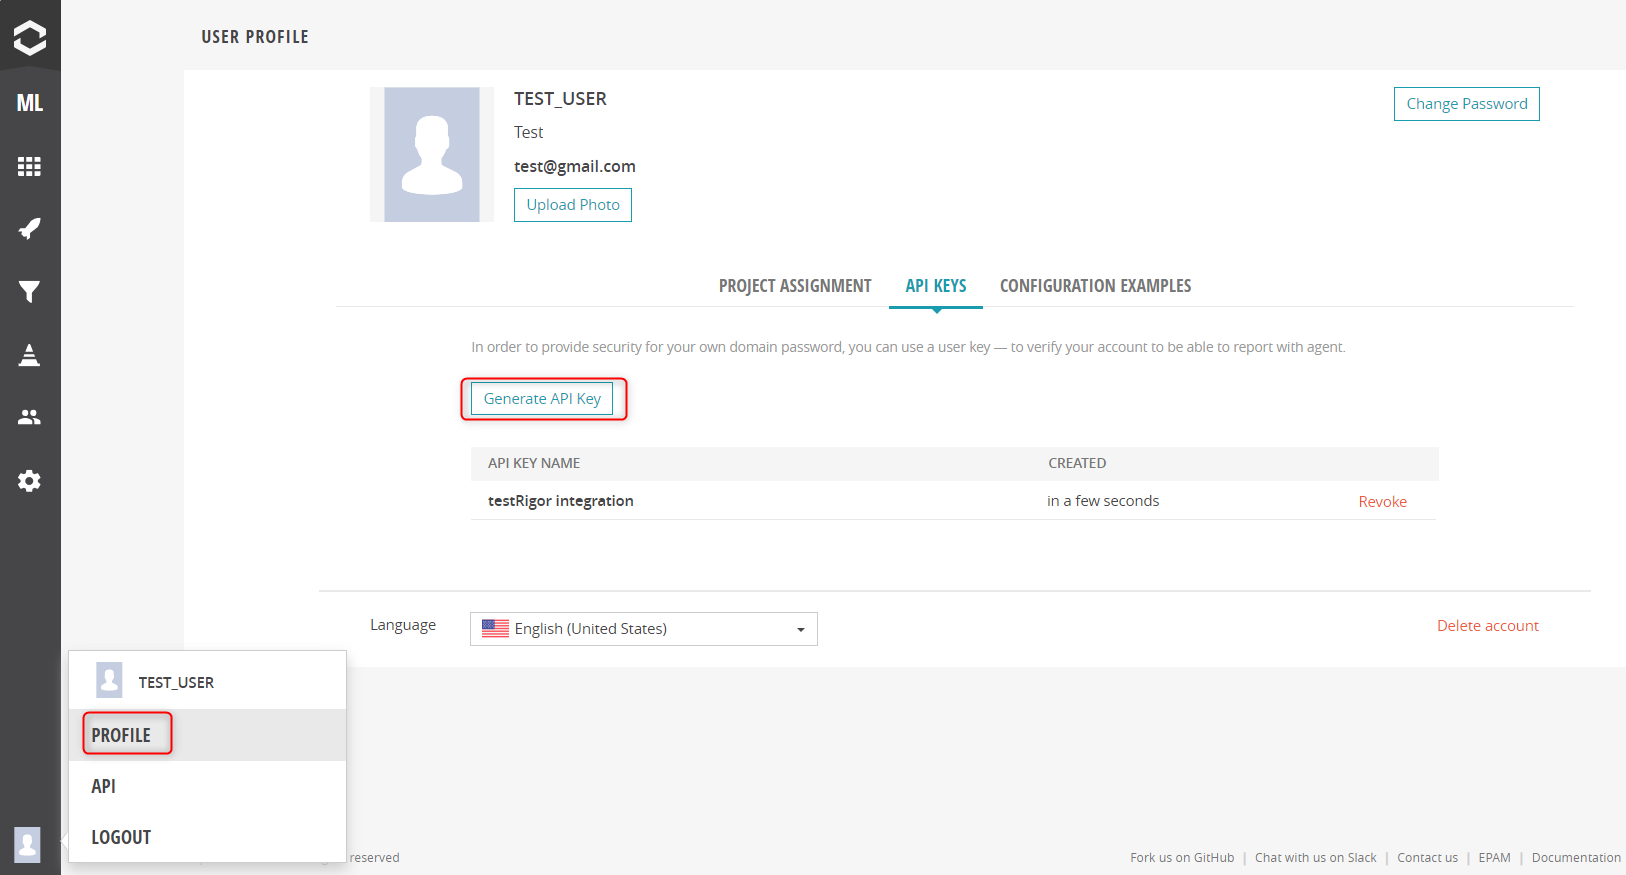 USER PROFILE
ML
TEST_USER
Test
test@gmail.com
Upload Photo
Change Password
PROJECT ASSIGNMENT
API KEYS
CONFIGURATION EXAMPLES
In order to provide security for your own domain password, you can use a user key — to verify your account to be able to report with agent.
Generate API Key
API KEY NAME CREATED
testRigor integration in a few seconds Revoke
Language English (United States) Delete account
TEST_USER
PROFILE
API
LOGOUT
reserved
Fork us on GitHub | Chat with us on Slack | Contact us | EPAM | Documentation